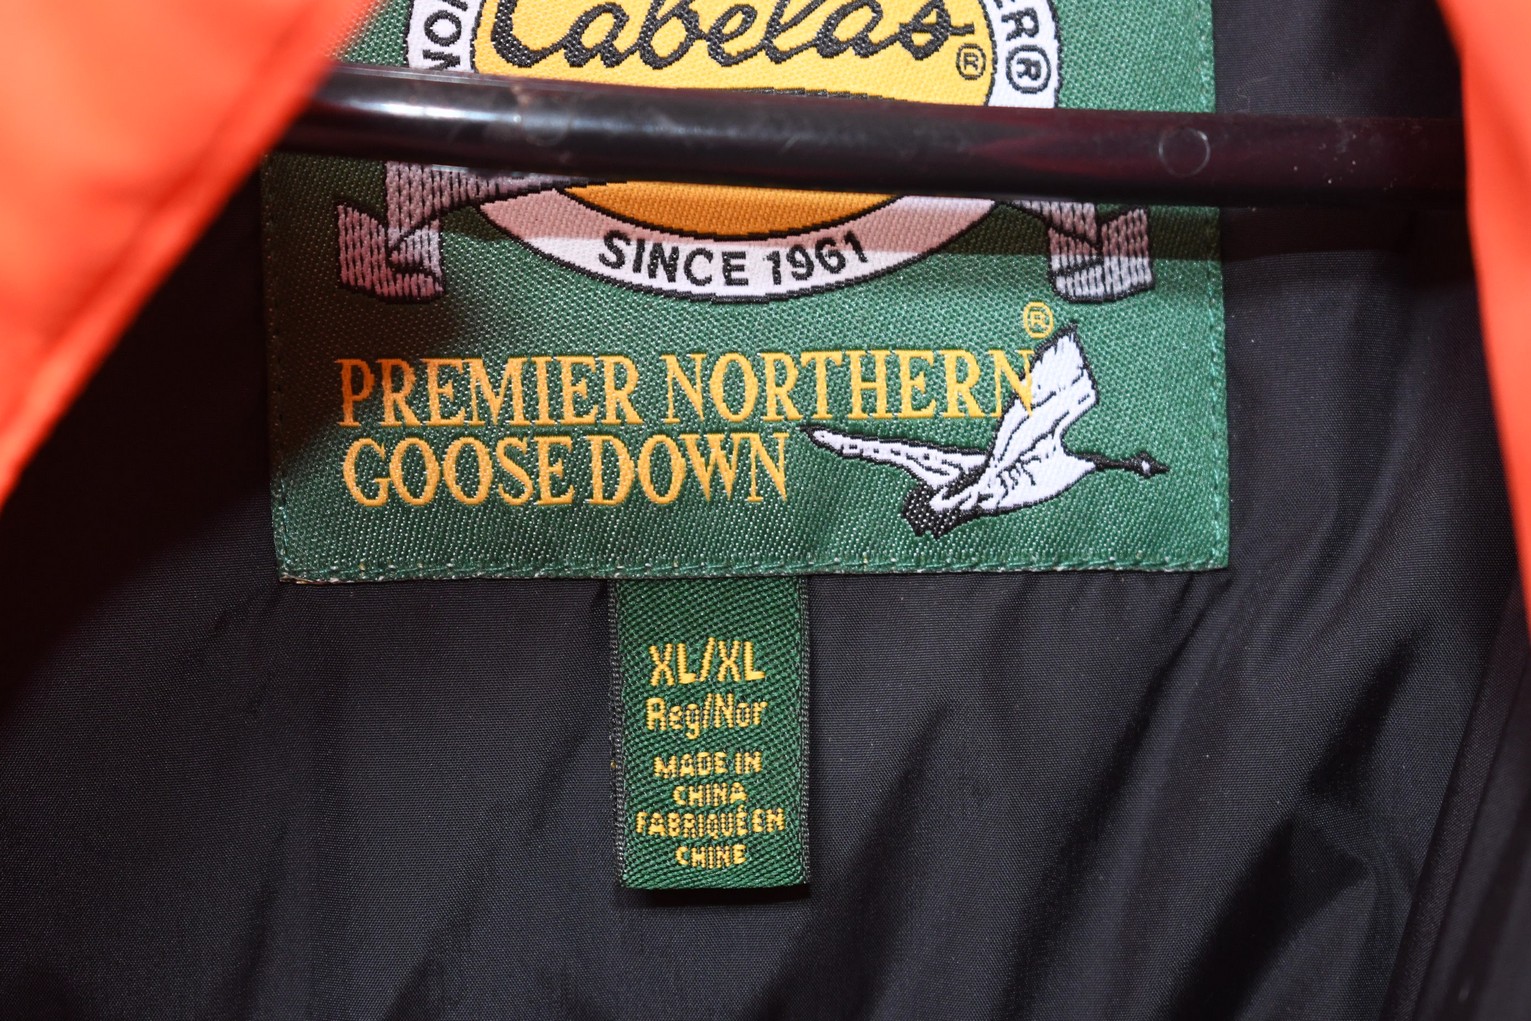 Cabela's®
SINCE 1961
PREMIER NORTHERN®
GOOSE DOWN
XL/XL
Reg/Nor
MADE IN
CHINA
FABRIQUÉ EN
CHINE